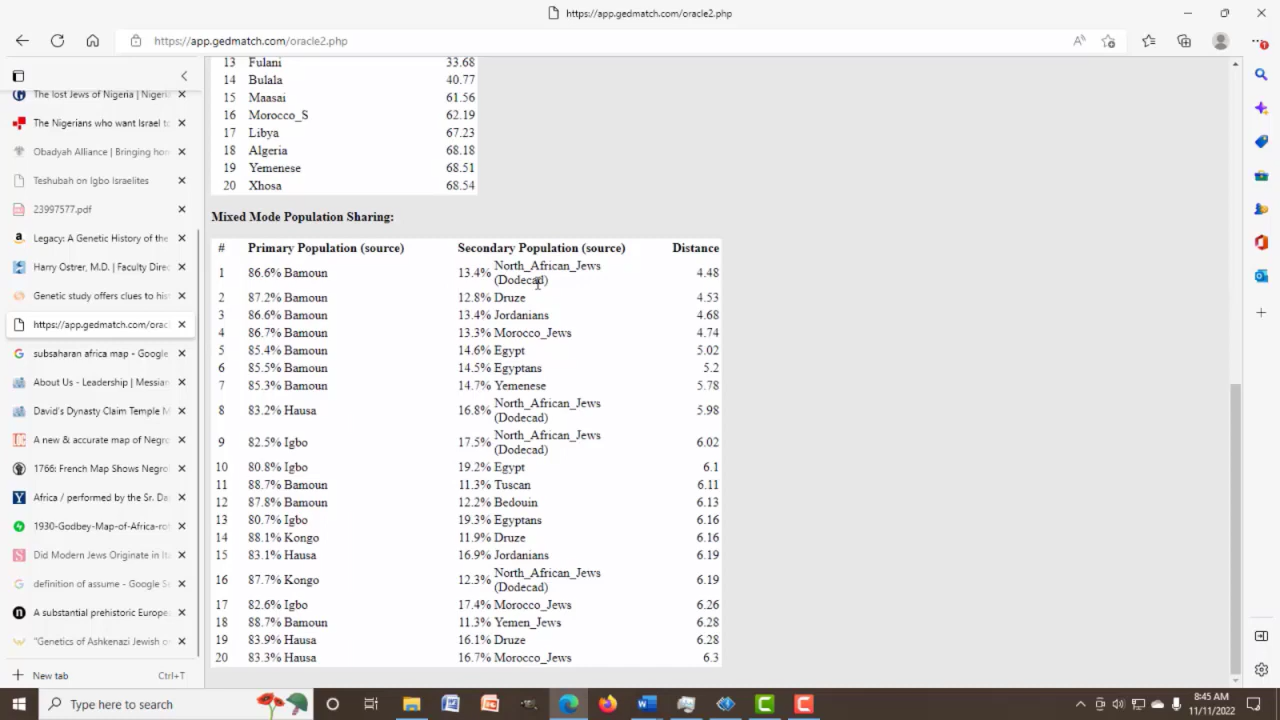 https://app.gedmatch.com/oracle2.php
https://app.gedmatch.com/oracle2.php
The lost Jews of Nigeria | Nigeri
The Nigerians who want Israel to
Obadyah Alliance | Bringing hom
Teshubah on Igbo Israelites
23997577.pdf
Legacy: A Genetic History of the
Harry Ostrer, M.D. | Faculty Direc
Genetic study offers clues to his
https://app.gedmatch.com/orac
subsaharan africa map - Google
About Us - Leadership | Messian
David's Dynasty Claim Temple M
A new & accurate map of Negro
1766: French Map Shows Negrol
Africa / performed by the Sr. Da
1930-Godbey-Map-of-Africa-ro
Did Modern Jews Originate in Ita
definition of assume - Google S
A substantial prehistoric Europe
"Genetics of Ashkenazi Jewish o
New tab Ctrl+T
13 Fulani 33.68
14 Bulala 40.77
15 Maasai 61.56
16 Morocco_S 62.19
17 Libya 67.23
18 Algeria 68.18
19 Yemenese 68.51
20 Xhosa 68.54
Mixed Mode Population Sharing:
# Primary Population (source) Secondary Population (source) Distance
1 86.6% Bamoun 13.4% North_African_Jews (Dodecad) 4.48
2 87.2% Bamoun 12.8% Druze 4.53
3 86.6% Bamoun 13.4% Jordanians 4.68
4 86.7% Bamoun 13.3% Morocco_Jews 4.74
5 85.4% Bamoun 14.6% Egypt 5.02
6 85.5% Bamoun 14.5% Egyptans 5.2
7 85.3% Bamoun 14.7% Yemenese 5.78
8 83.2% Hausa 16.8% North_African_Jews (Dodecad) 5.98
9 82.5% Igbo 17.5% North_African_Jews (Dodecad) 6.02
10 80.8% Igbo 19.2% Egypt 6.1
11 88.7% Bamoun 11.3% Tuscan 6.11
12 87.8% Bamoun 12.2% Bedouin 6.13
13 80.7% Igbo 19.3% Egyptans 6.16
14 88.1% Kongo 11.9% Druze 6.16
15 83.1% Hausa 16.9% Jordanians 6.19
16 87.7% Kongo 12.3% North_African_Jews (Dodecad) 6.19
17 82.6% Igbo 17.4% Morocco_Jews 6.26
18 88.7% Bamoun 11.3% Yemen_Jews 6.28
19 83.9% Hausa 16.1% Druze 6.28
20 83.3% Hausa 16.7% Morocco_Jews 6.3
Type here to search
8:45 AM
11/11/2022